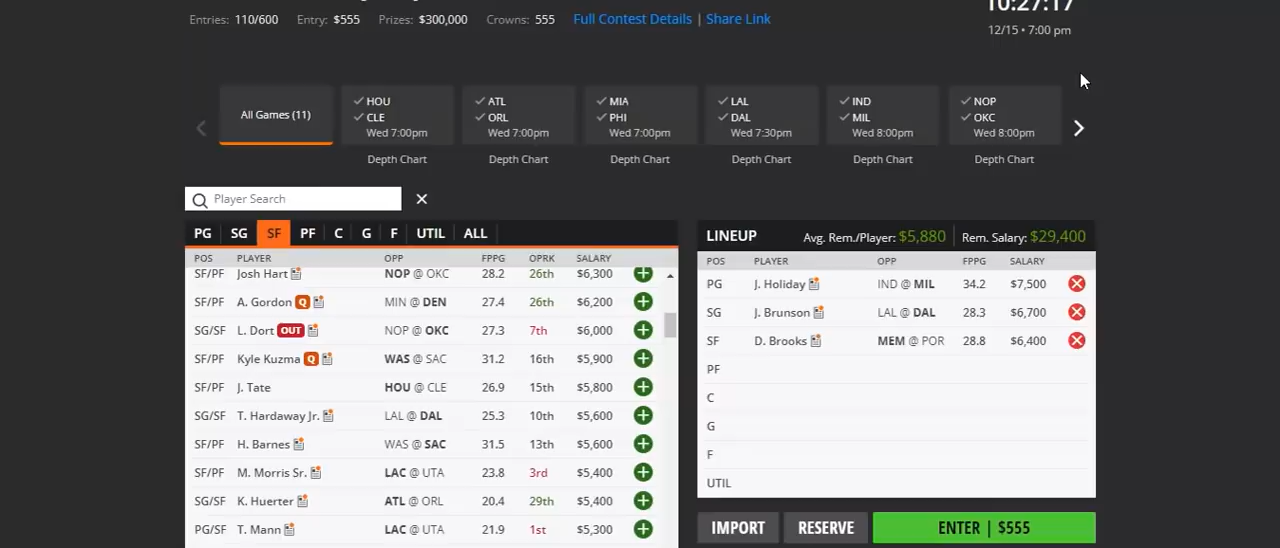 Entries: 110/600 Entry: $555 Prizes: $300,000 Crowns: 555 Full Contest Details | Share Link
10:27:17
12/15 • 7:00 pm
All Games (11)
HOU
CLE
Wed 7:00pm
Depth Chart
ATL
ORL
Wed 7:00pm
Depth Chart
MIA
PHI
Wed 7:00pm
Depth Chart
LAL
DAL
Wed 7:30pm
Depth Chart
IND
MIL
Wed 8:00pm
Depth Chart
NOP
OKC
Wed 8:00pm
Depth Chart
Player Search
PG SG SF PF C G F UTIL ALL
POS PLAYER OPP FPPG OPRK SALARY
SF/PF Josh Hart NOP @ OKC 28.2 26th $6,300
SF/PF A. Gordon Q MIN @ DEN 27.4 26th $6,200
SG/SF L. Dort OUT NOP @ OKC 27.3 7th $6,000
SF/PF Kyle Kuzma Q WAS @ SAC 31.2 16th $5,900
SF/PF J. Tate HOU @ CLE 26.9 15th $5,800
SG/SF T. Hardaway Jr. LAL @ DAL 25.3 10th $5,600
SF/PF H. Barnes WAS @ SAC 31.5 13th $5,600
SF/PF M. Morris Sr. LAC @ UTA 23.8 3rd $5,400
SG/SF K. Huerter ATL @ ORL 20.4 29th $5,400
PG/SF T. Mann LAC @ UTA 21.9 1st $5,300
LINEUP Avg. Rem./Player: $5,880 Rem. Salary: $29,400
POS PLAYER OPP FPPG SALARY
PG J. Holiday IND @ MIL 34.2 $7,500
SG J. Brunson LAL @ DAL 28.3 $6,700
SF D. Brooks MEM @ POR 28.8 $6,400
PF
C
G
F
UTIL
IMPORT RESERVE ENTER | $555